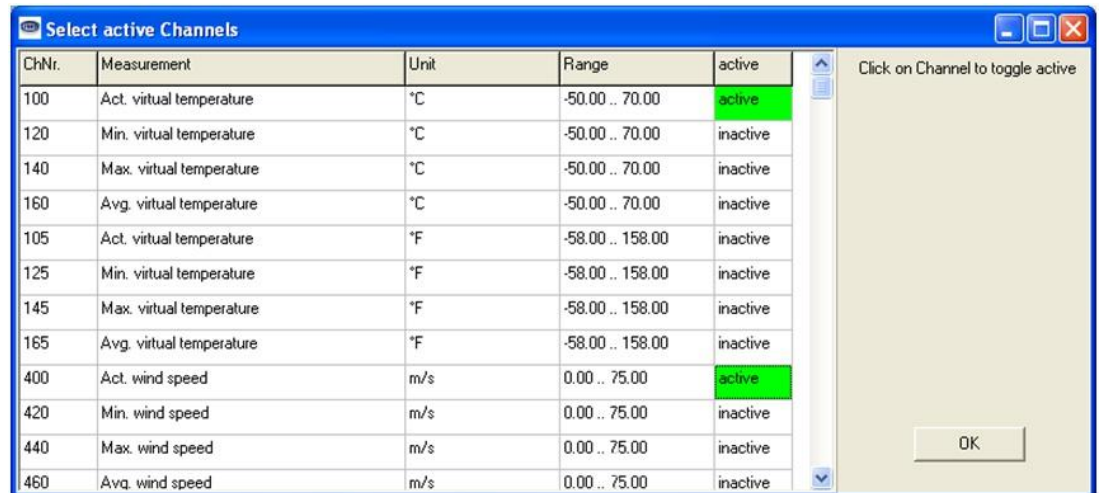 Select active Channels
ChNr. Measurement Unit Range active
Click on Channel to toggle active
100 Act. virtual temperature °C -50.00 .. 70.00 active
120 Min. virtual temperature °C -50.00 .. 70.00 inactive
140 Max. virtual temperature °C -50.00 .. 70.00 inactive
160 Avg. virtual temperature °C -50.00 .. 70.00 inactive
105 Act. virtual temperature °F -58.00 .. 158.00 inactive
125 Min. virtual temperature °F -58.00 .. 158.00 inactive
145 Max. virtual temperature °F -58.00 .. 158.00 inactive
165 Avg. virtual temperature °F -58.00 .. 158.00 inactive
400 Act. wind speed m/s 0.00 .. 75.00 active
420 Min. wind speed m/s 0.00 .. 75.00 inactive
440 Max. wind speed m/s 0.00 .. 75.00 inactive
OK
460 Avg. wind speed m/s 0.00 .. 75.00 inactive